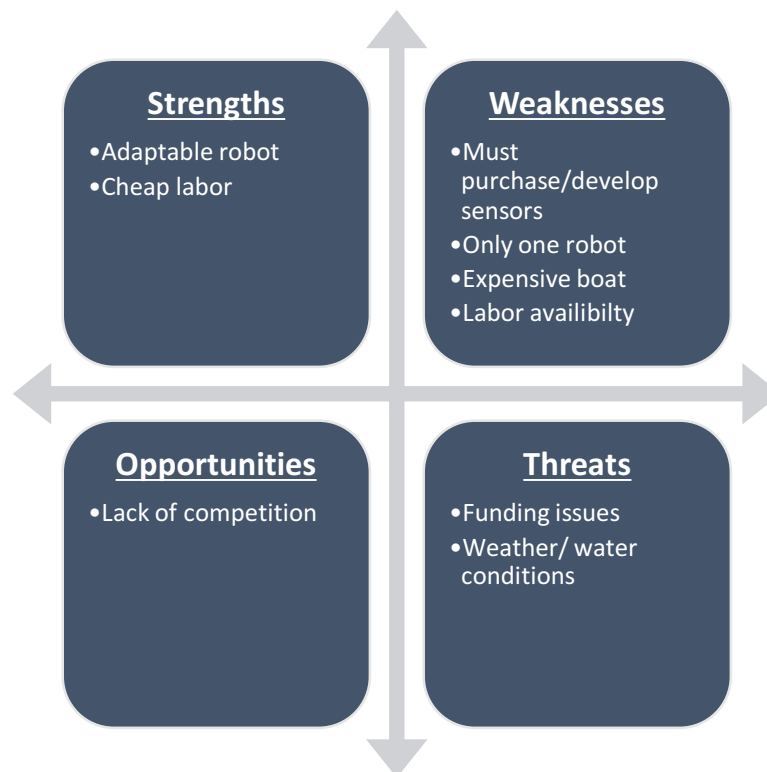 Strengths
•Adaptable robot
•Cheap labor
Weaknesses
•Must
purchase/develop
sensors
•Only one robot
•Expensive boat
•Labor availibilty
Opportunities
•Lack of competition
Threats
•Funding issues
•Weather/ water
conditions